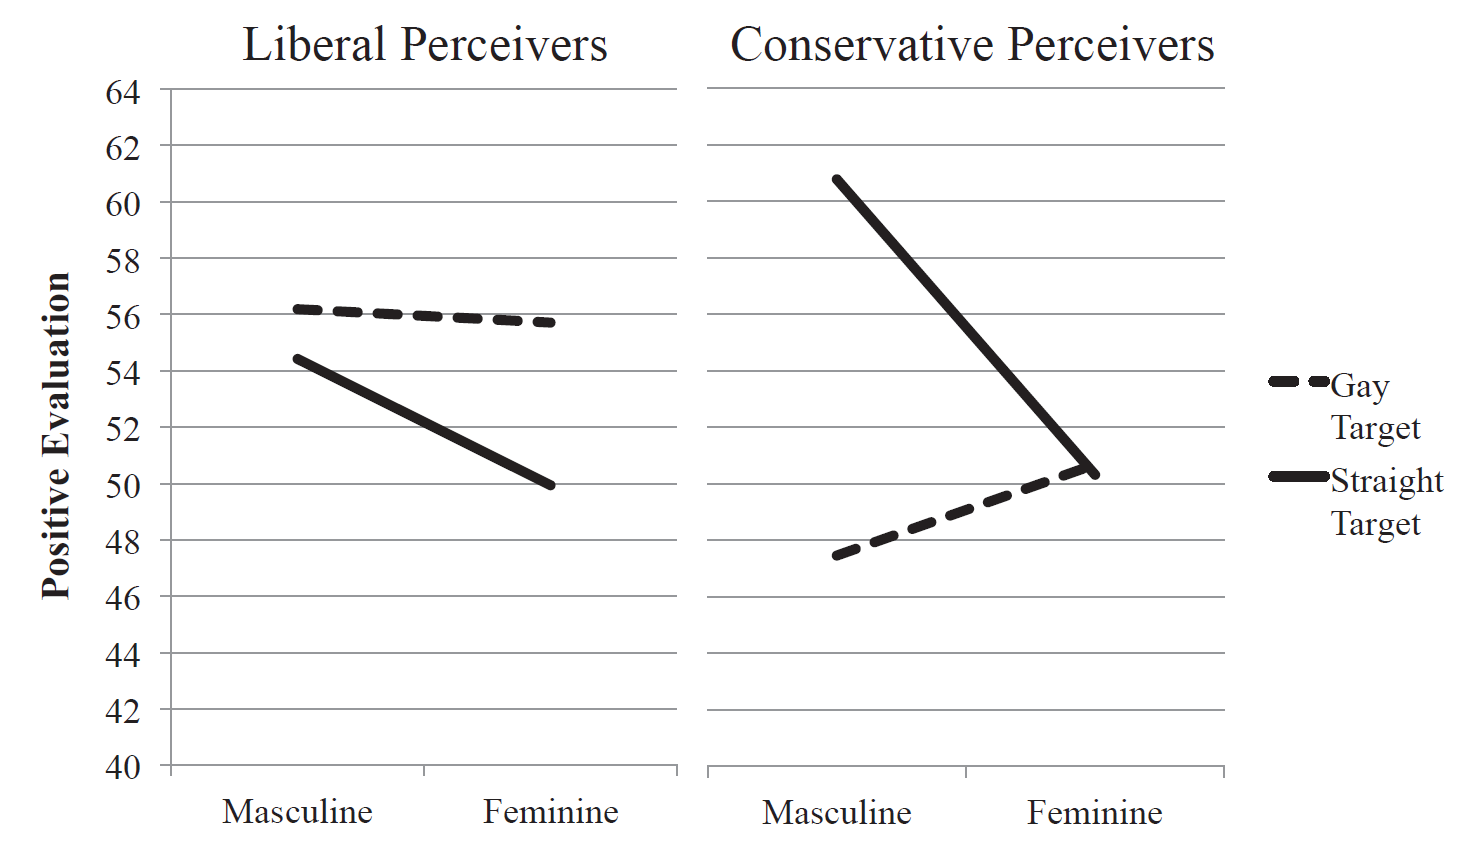 Liberal Perceivers
Conservative Perceivers
Positive Evaluation
64
62
60
58
56
54
52
50
48
46
44
42
40
Masculine
Feminine
Masculine
Feminine
Gay
Target
Straight
Target